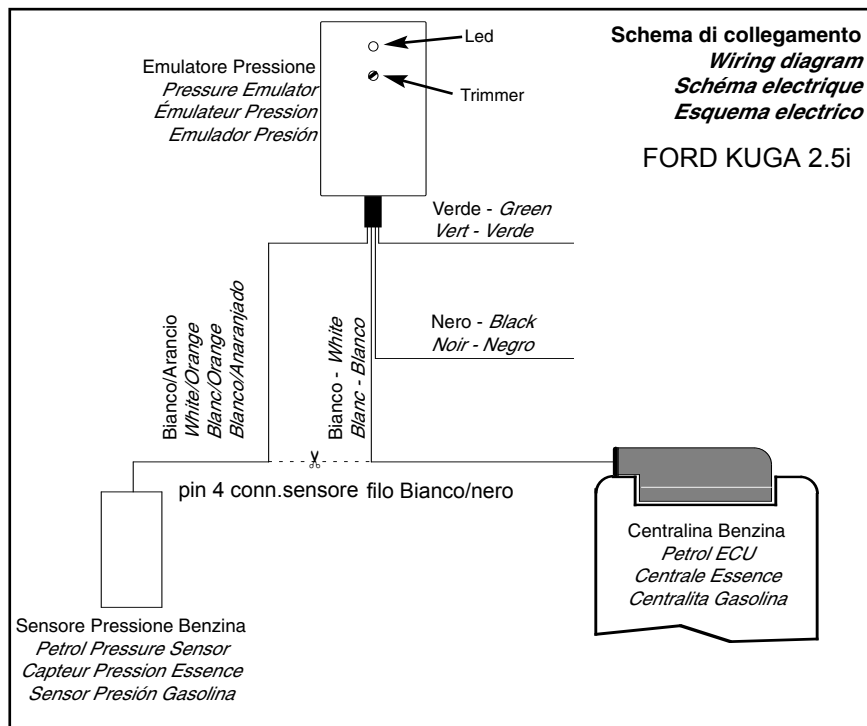 Led
Trimmer
Emulatore Pressione
Pressure Emulator
Émulateur Pression
Emulador Presión
Schema di collegamento
Wiring diagram
Schéma electrique
Esquema electrico
FORD KUGA 2.5i
Verde - Green
Vert - Verde
Nero - Black
Noir - Negro
Bianco/Arancio
White/Orange
Blanc/Orange
Blanco/Anaranjado
Bianco - White
Blanc - Blanco
pin 4 conn.sensore filo Bianco/nero
Sensore Pressione Benzina
Petrol Pressure Sensor
Capteur Pression Essence
Sensor Presión Gasolina
Centralina Benzina
Petrol ECU
Centrale Essence
Centralita Gasolina